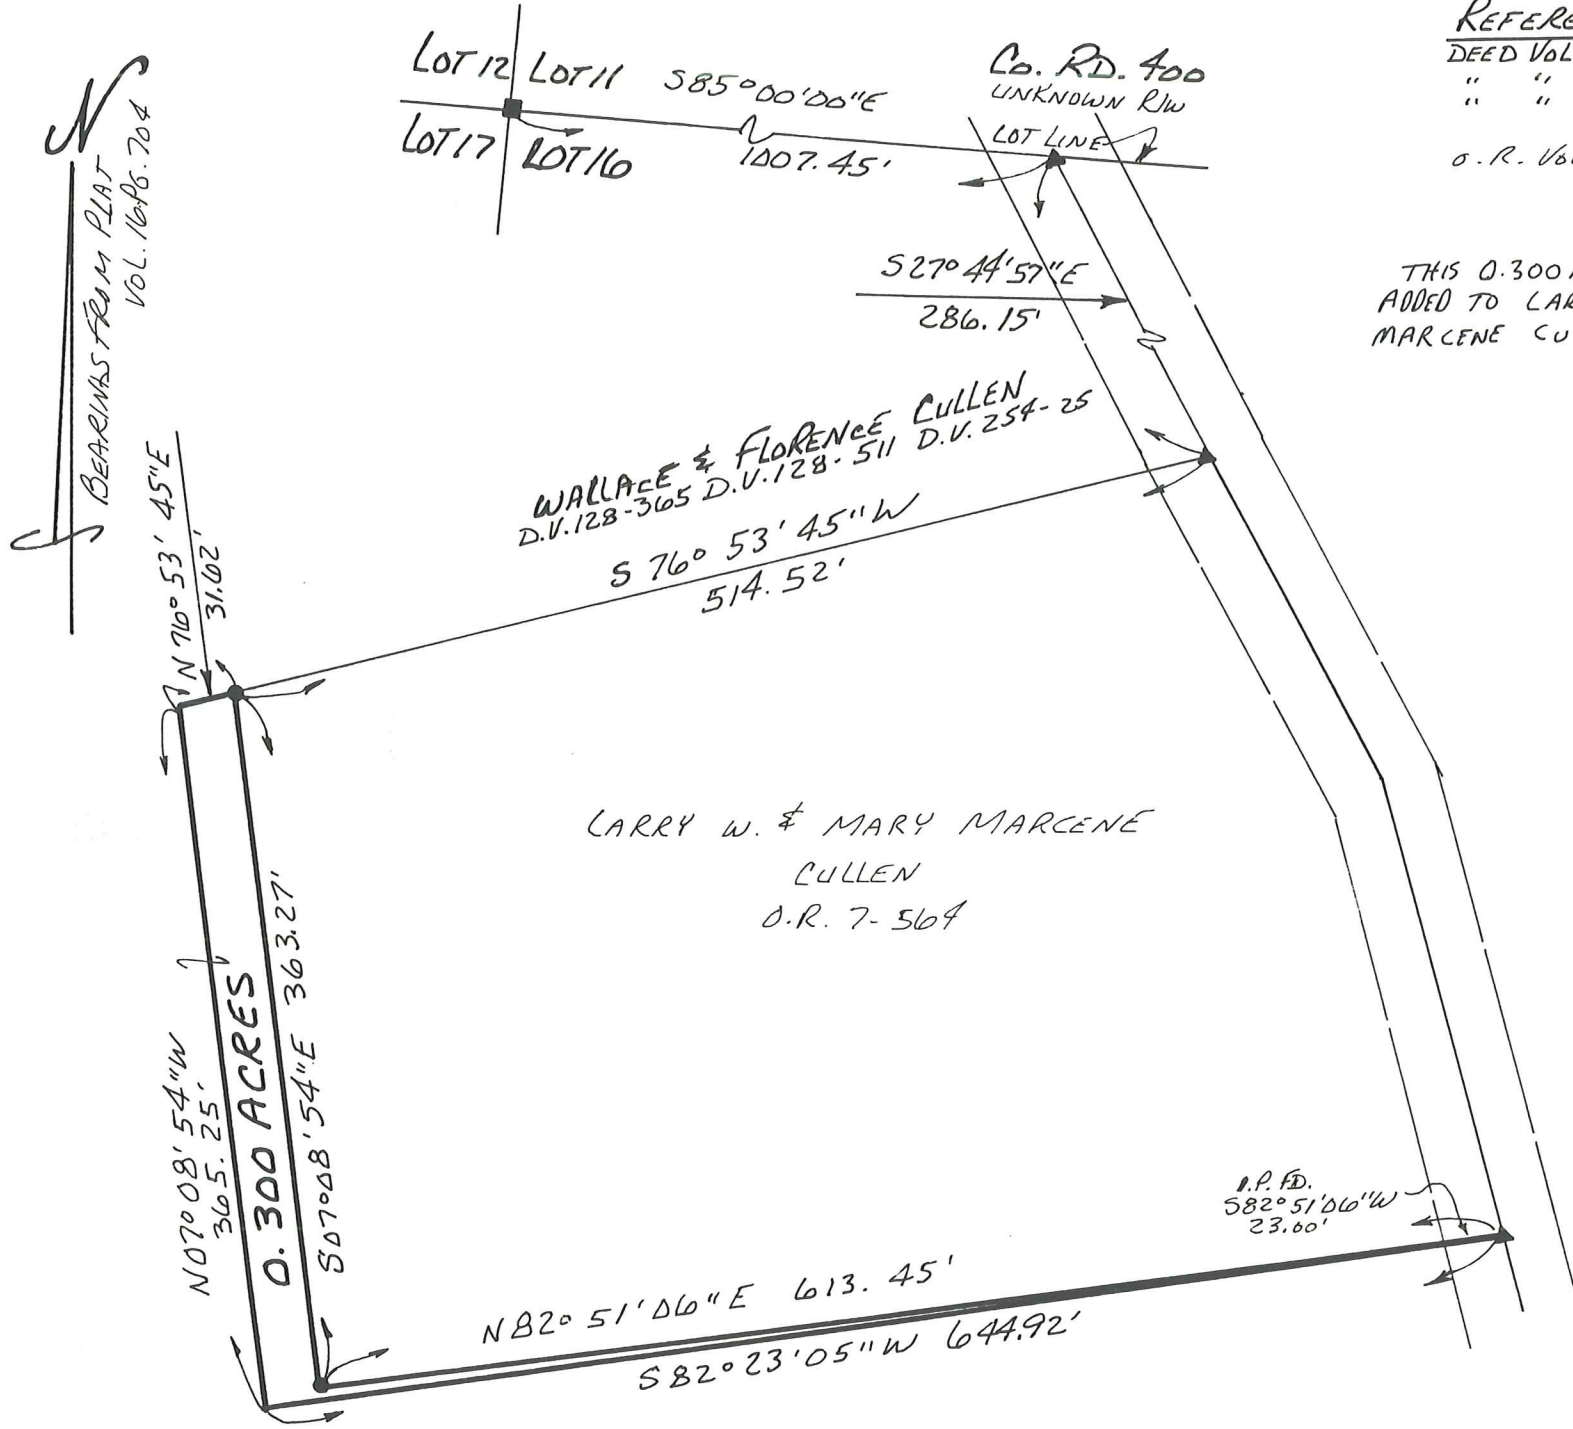 N
BEARINGS FROM PLAT
VOL. 16 PG. 704
LOT 12 LOT 11
LOT 17 LOT 16
S85°00'00"E
1007.45'
Co. RD. 400
UNKNOWN R/W
LOT LINE
REFERE
DEED VOL
" "
" "
O.R. VOL
S27°44'57"E
286.15'
THIS 0.300
ADDED TO LAR
MARCENE CU
WALLACE & FLORENCE CULLEN
D.V.128-365 D.V.128-511 D.V.254-25
S 76° 53' 45" W
514.52'
N 76° 53' 45"E
31.62'
LARRY W. & MARY MARCENE
CULLEN
O.R. 7-564
N07°08'54"W
365.25'
0.300 ACRES
S07°08'54"E 363.27'
I.P. FD.
S82°51'06"W
23.00'
N82°51'06"E 613.45'
S82°23'05"W 644.92'